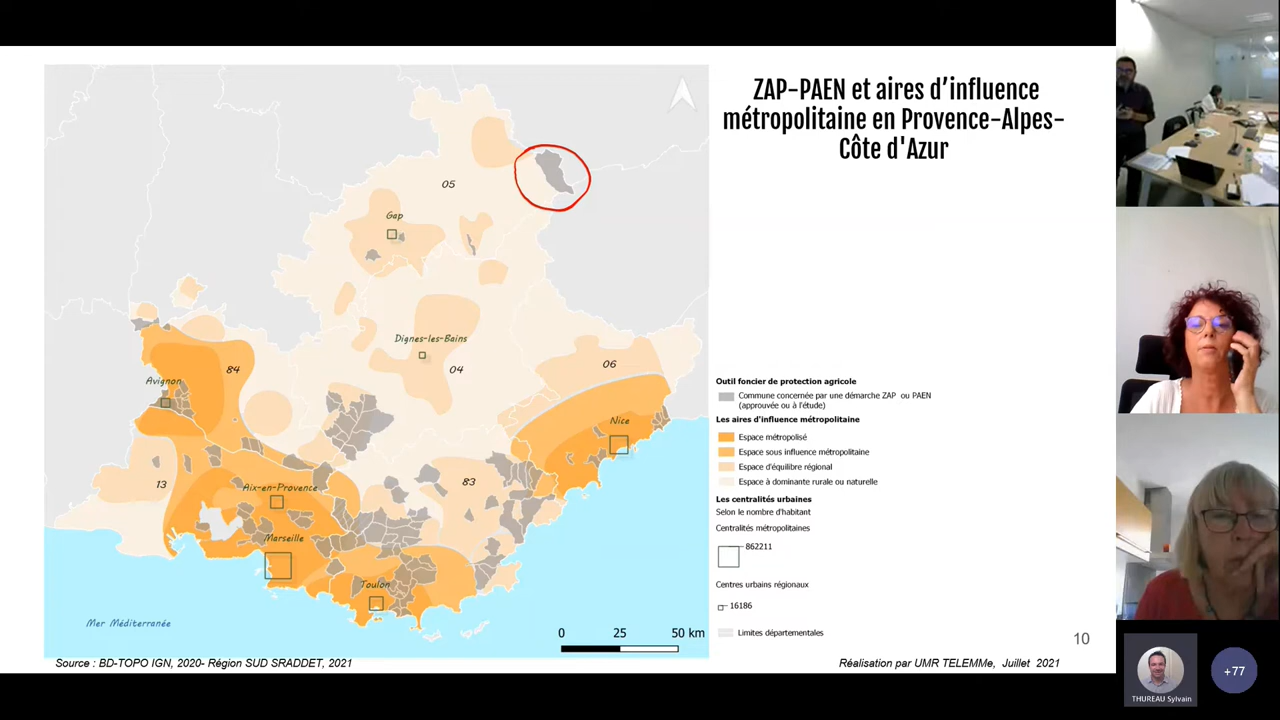 ZAP-PAEN et aires d'influence
métropolitaine en Provence-Alpes-
Côte d'Azur
05
Gap
Dignes-les-Bains
04
06
84
Avignon
Nice
13
83
Aix-en-Provence
Marseille
Toulon
Mer Méditerranée
0 25 50 km
Outil foncier de protection agricole
Commune concernée par une démarche ZAP ou PAEN
(approuvée ou à l'étude)
Les aires d'influence métropolitaine
Espace métropolisé
Espace sous influence métropolitaine
Espace d'équilibre régional
Espace à dominante rurale ou naturelle
Les centralités urbaines
Selon le nombre d'habitant
Centralités métropolitaines
862211
Centres urbains régionaux
16186
Limites départementales
10
Source : BD-TOPO IGN, 2020- Région SUD SRADDET, 2021
Réalisation par UMR TELEMMe, Juillet 2021
THUREAU Sylvain
+77